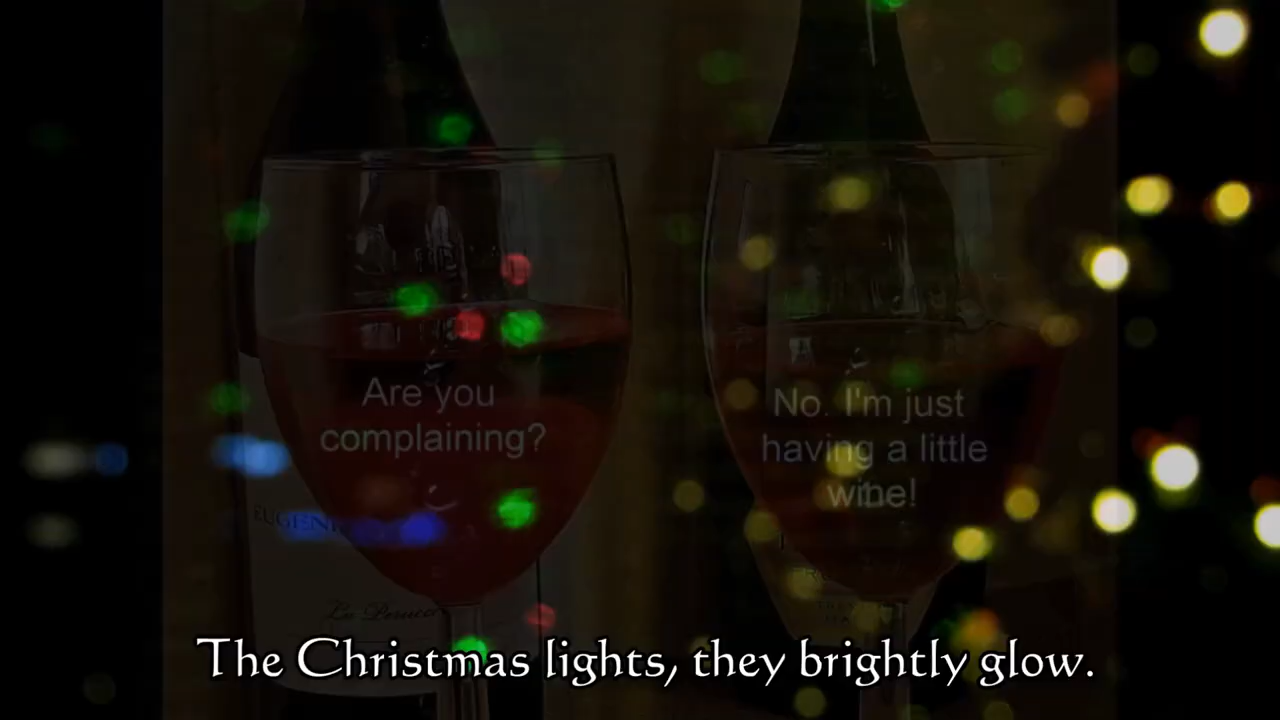 Are you
complaining?
No. I'm just
having a little
wine!
The Christmas lights, they brightly glow.